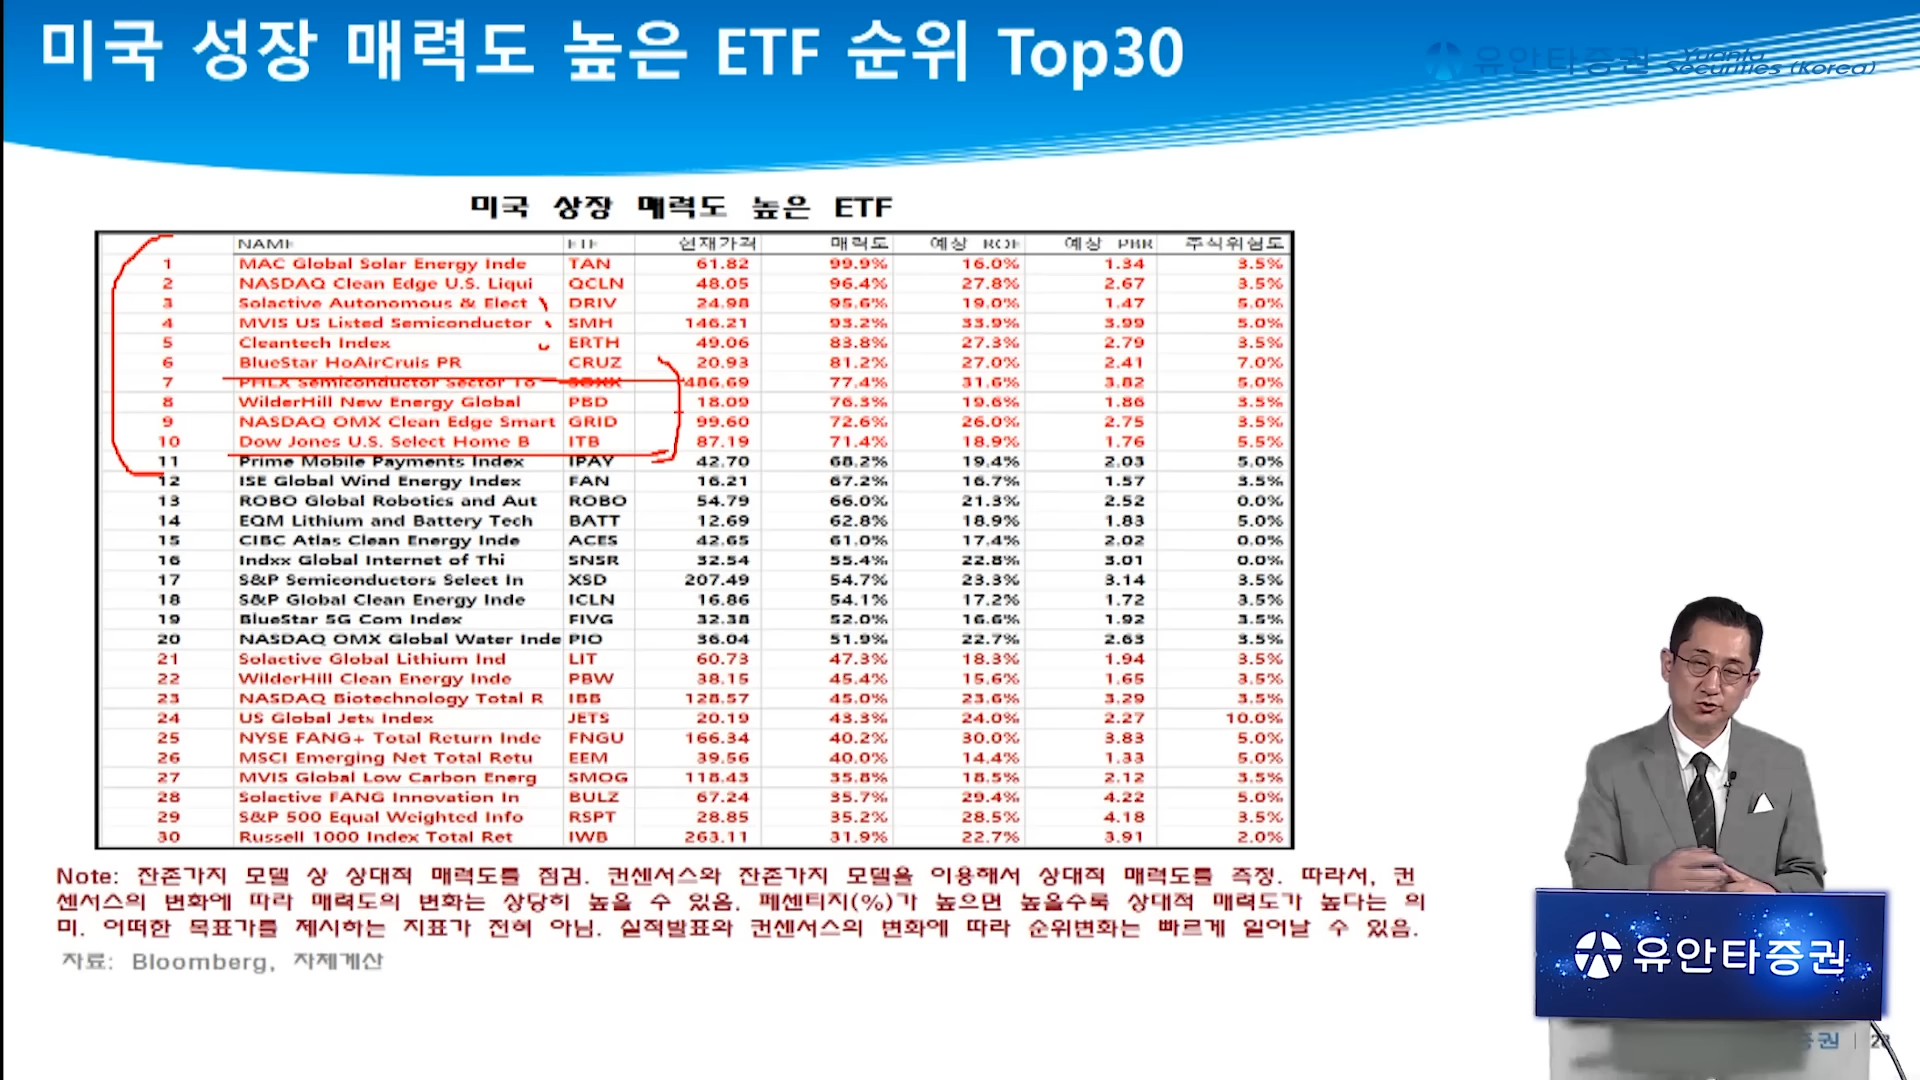 미국 성장 매력도 높은 ETF 순위 Top30
유안타증권 Yuanta Securities (Korea)
미국 상장 매력도 높은 ETF
NAME ETF 현재가격 매력도 예상 ROE 예상 PBR 주식위험도
1 MAC Global Solar Energy Inde TAN 61.82 99.9% 16.0% 1.34 3.5%
2 NASDAQ Clean Edge U.S. Liqui QCLN 48.05 96.4% 27.8% 2.67 3.5%
3 Solactive Autonomous & Elect DRIV 24.98 95.6% 19.0% 1.47 5.0%
4 MVIS US Listed Semiconductor SMH 146.21 93.2% 33.9% 3.99 5.0%
5 Cleantech Index ERTH 49.06 83.8% 27.3% 2.79 3.5%
6 BlueStar HoAirCruis PR CRUZ 20.93 81.2% 27.0% 2.41 7.0%
7 PHLX Semiconductor Sector To SOXX 486.69 77.4% 31.6% 3.82 5.0%
8 WilderHill New Energy Global PBD 18.09 76.3% 19.6% 1.86 3.5%
9 NASDAQ OMX Clean Edge Smart GRID 99.60 72.6% 26.0% 2.75 3.5%
10 Dow Jones U.S. Select Home B ITB 87.19 71.4% 18.9% 1.76 5.5%
11 Prime Mobile Payments Index IPAY 42.70 68.2% 19.4% 2.03 5.0%
12 ISE Global Wind Energy Index FAN 16.21 67.2% 16.7% 1.57 3.5%
13 ROBO Global Robotics and Aut ROBO 54.79 66.0% 21.3% 2.52 0.0%
14 EQM Lithium and Battery Tech BATT 12.69 62.8% 18.9% 1.83 5.0%
15 CIBC Atlas Clean Energy Inde ACES 42.65 61.0% 17.4% 2.02 0.0%
16 Indxx Global Internet of Thi SNSR 32.54 55.4% 22.8% 3.01 0.0%
17 S&P Semiconductors Select In XSD 207.49 54.7% 23.3% 3.14 3.5%
18 S&P Global Clean Energy Inde ICLN 16.86 54.1% 17.2% 1.72 3.5%
19 BlueStar 5G Com Index FIVG 32.38 52.0% 16.6% 1.92 3.5%
20 NASDAQ OMX Global Water Inde PIO 36.04 51.9% 22.7% 2.63 3.5%
21 Solactive Global Lithium Ind LIT 60.73 47.3% 18.3% 1.94 3.5%
22 WilderHill Clean Energy Inde PBW 38.15 45.4% 15.6% 1.65 3.5%
23 NASDAQ Biotechnology Total R IBB 128.57 45.0% 23.6% 3.29 3.5%
24 US Global Jets Index JETS 20.19 43.3% 24.0% 2.27 10.0%
25 NYSE FANG+ Total Return Inde FNGU 166.34 40.2% 30.0% 3.83 5.0%
26 MSCI Emerging Net Total Retu EEM 39.56 40.0% 14.4% 1.33 5.0%
27 MVIS Global Low Carbon Energ SMOG 118.43 35.8% 18.5% 2.12 3.5%
28 Solactive FANG Innovation In BULZ 67.24 35.7% 29.4% 4.22 5.0%
29 S&P 500 Equal Weighted Info RSPT 28.85 35.2% 28.5% 4.18 3.5%
30 Russell 1000 Index Total Ret IWB 263.11 31.9% 22.7% 3.91 2.0%
Note: 잔존가지 모델 상 상대적 매력도를 점검. 컨센서스와 잔존가지 모델을 이용해서 상대적 매력도를 측정. 따라서, 컨
센서스의 변화에 따라 매력도의 변화는 상당히 높을 수 있음. 페센티지(%)가 높으면 높을수록 상대적 매력도가 높다는 의
미. 어떠한 목표가를 제시하는 지표가 전혀 아님. 실적발표와 컨센서스의 변화에 따라 순위변화는 빠르게 일어날 수 있음.
자료: Bloomberg, 자체계산
유안타증권
증권